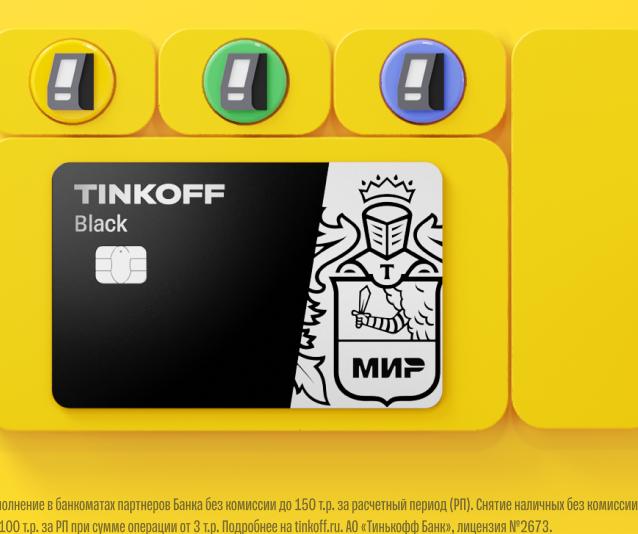 TINKOFF
Black
T
МИР
полнение в банкоматах партнеров Банка без комиссии до 150 т.р. за расчетный период (РП). Снятие наличных без комиссии
100 т.р. за РП при сумме операции от 3 т.р. Подробнее на tinkoff.ru. АО «Тинькофф Банк», лицензия №2673.